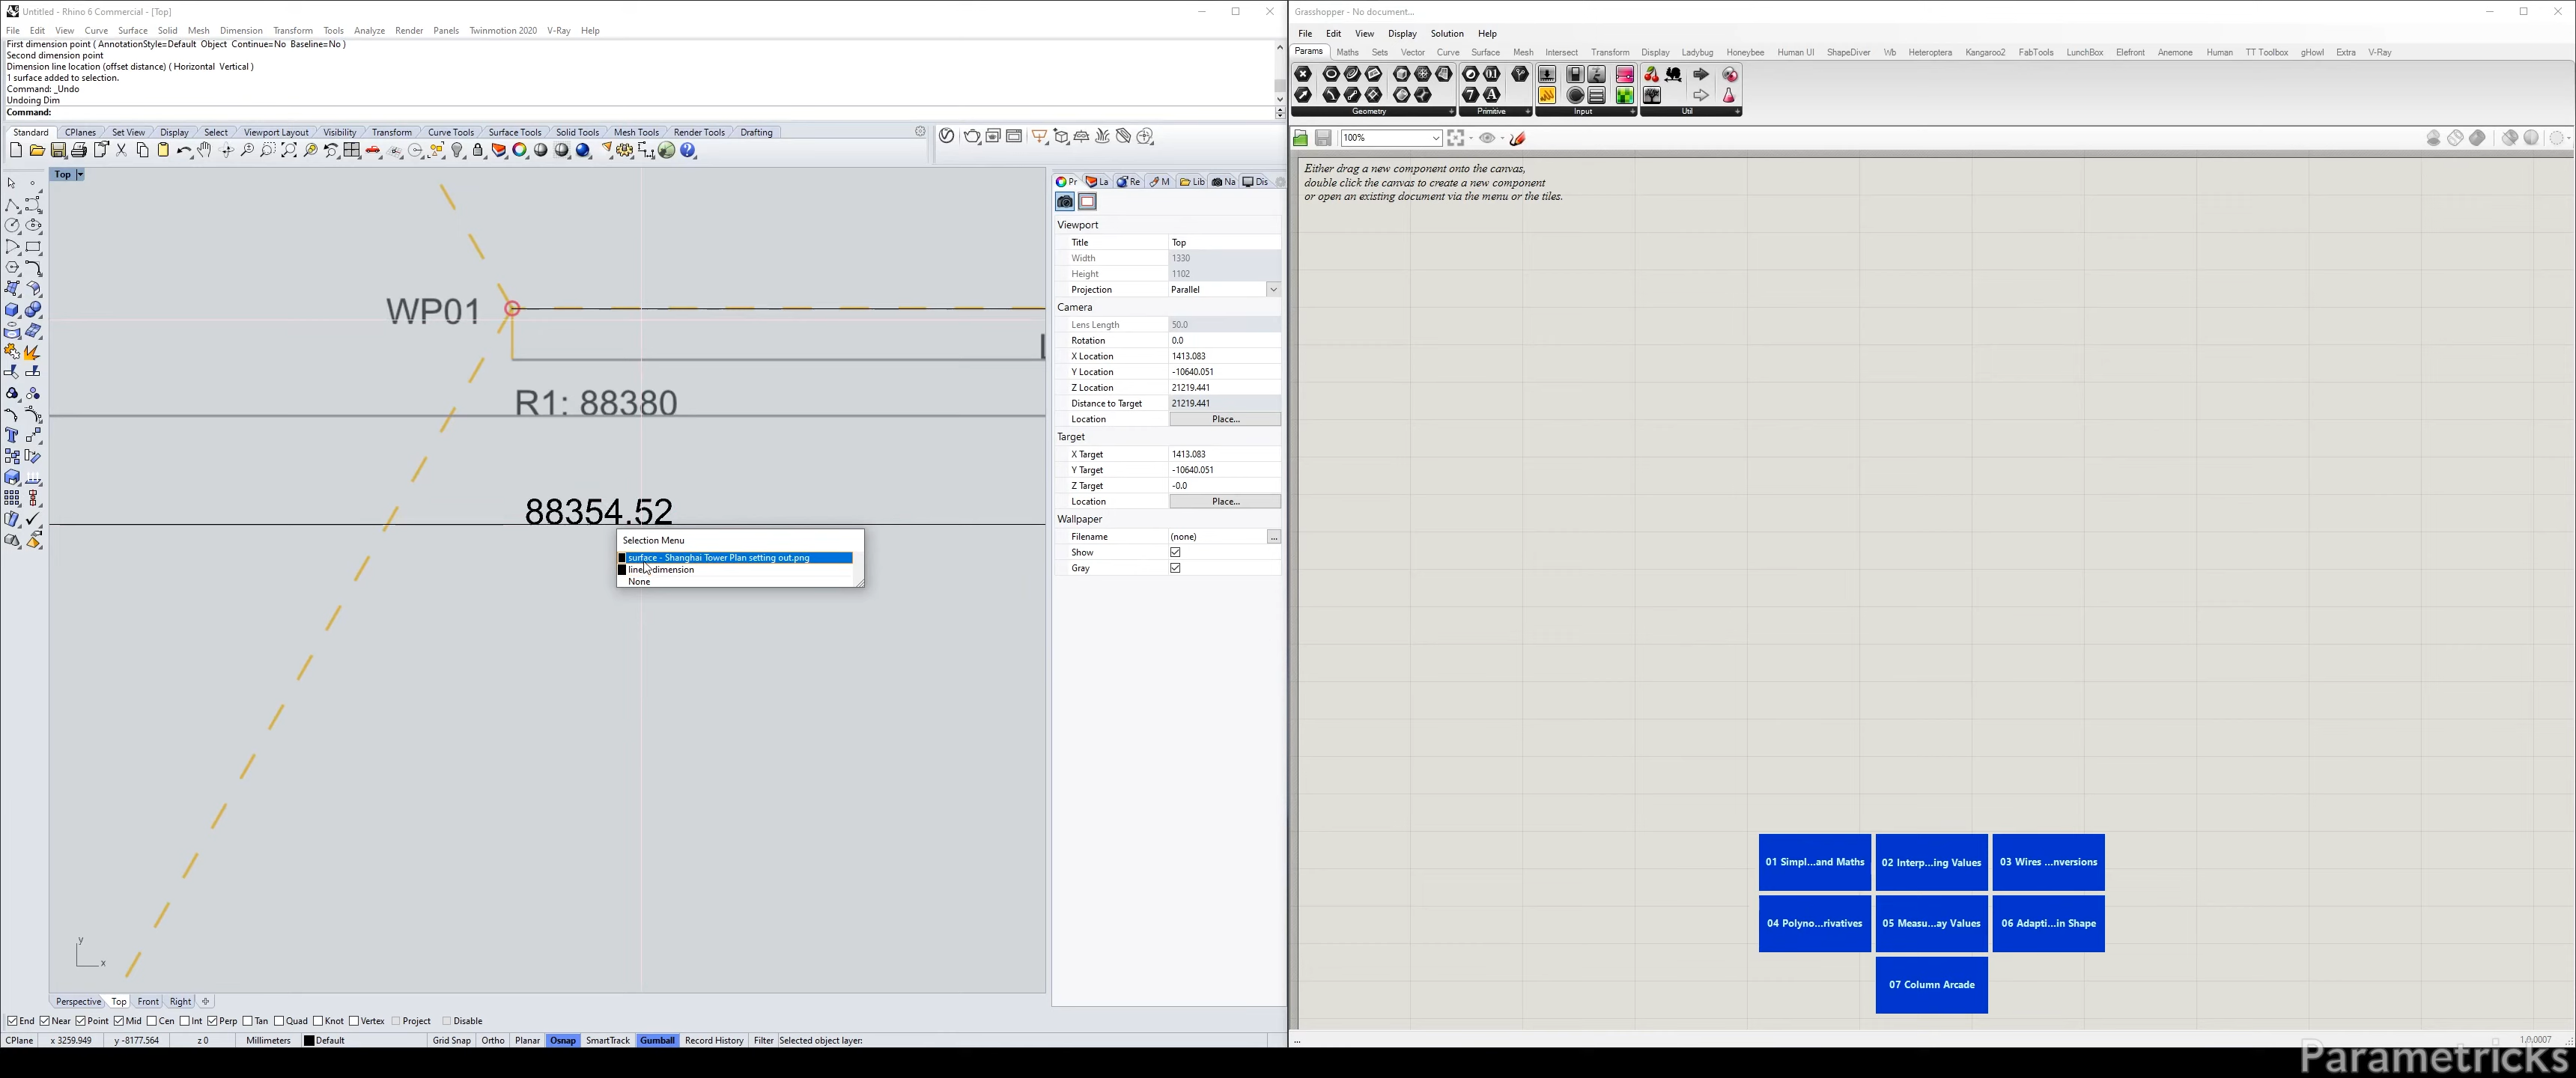 Untitled - Rhino 6 Commercial - [Top]
File Edit View Curve Surface Solid Mesh Dimension Transform Tools Analyze Render Panels Twinmotion 2020 V-Ray Help
First dimension point ( AnnotationStyle=Default Object Continue=No Baseline=No )
Second dimension point
Dimension line location (offset distance) ( Horizontal Vertical )
1 surface added to selection.
Command: _Undo
Undoing Dim
Command:
Standard CPlanes Set View Display Select Viewport Layout Visibility Transform Curve Tools Surface Tools Solid Tools Mesh Tools Render Tools Drafting
Top
WP01
R1: 88380
88354.52
Selection Menu
surface - Shanghai Tower Plan setting out.png
dimension
None
y
x
Perspective Top Front Right
End Near Point Mid Cen Int Perp Tan Quad Knot Vertex Project Disable
CPlane x 3259.949 y -8177.564 z 0 Millimeters Default Grid Snap Ortho Planar Osnap SmartTrack Gumball Record History Filter Selected object layer:
Pr La Re M Lib Na Dis
Viewport
Title Top
Width 1330
Height 1102
Projection Parallel
Camera
Lens Length 50.0
Rotation 0.0
X Location 1413.083
Y Location -10640.051
Z Location 21219.441
Distance to Target 21219.441
Location Place...
Target
X Target 1413.083
Y Target -10640.051
Z Target -0.0
Location Place...
Wallpaper
Filename (none) ...
Show
Gray
Grasshopper - No document...
File Edit View Display Solution Help
Params Maths Sets Vector Curve Surface Mesh Intersect Transform Display Ladybug Honeybee Human UI ShapeDiver Wb Heteroptera Kangaroo2 FabTools LunchBox Elefront Anemone Human TT Toolbox gHowl Extra V-Ray
Geometry Primitive Input Util
100%
Either drag a new component onto the canvas,
double click the canvas to create a new component
or open an existing document via the menu or the tiles.
01 Simpl...and Maths 02 Interp...ing Values 03 Wires ...nversions
04 Polyno...rivatives 05 Measu...ay Values 06 Adapti...in Shape
07 Column Arcade
...
1.0.0007
Parametricks